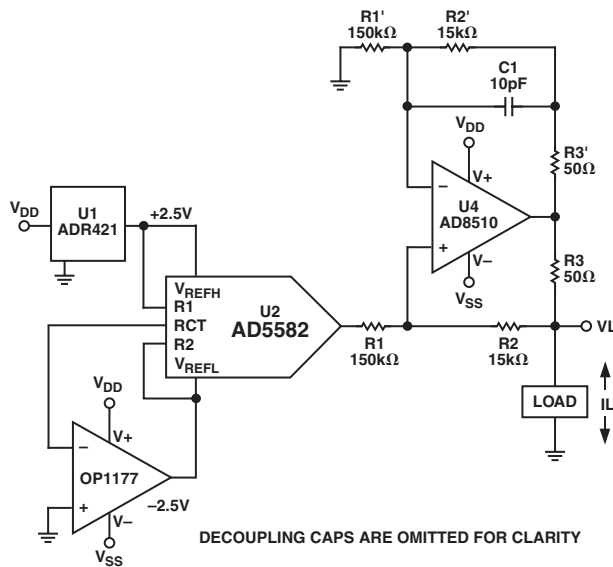 R1'
150kΩ
R2'
15kΩ
C1
10pF
VDD
V+
R3'
50Ω
−
U4
AD8510
+
V−
VSS
R3
50Ω
VDD
U1
ADR421
+2.5V
VREFH
R1
RCT
R2
VREFL
U2
AD5582
R1
150kΩ
R2
15kΩ
VL
LOAD
IL
VDD
V+
−
OP1177
+
V−
VSS
−2.5V
DECOUPLING CAPS ARE OMITTED FOR CLARITY